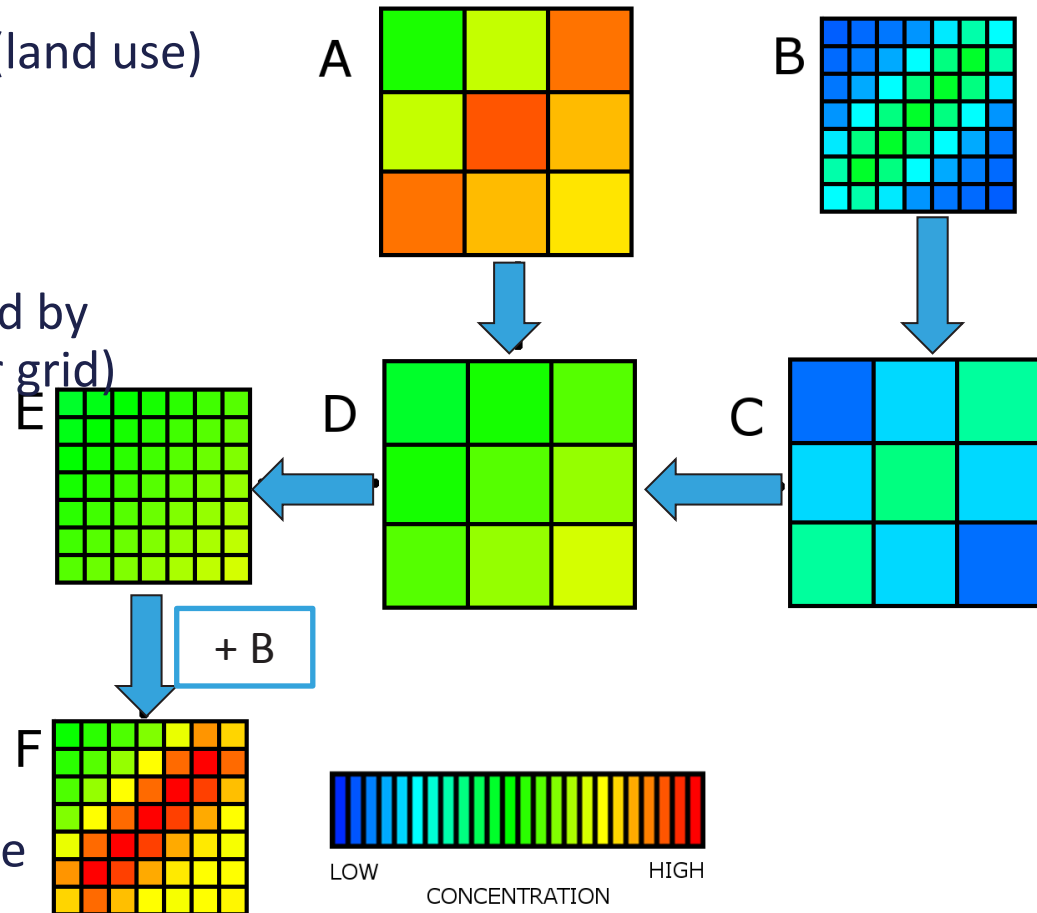 (land use)
A
B
d by
r grid)
E
D
C
+ B
F
e
LOW
HIGH
CONCENTRATION